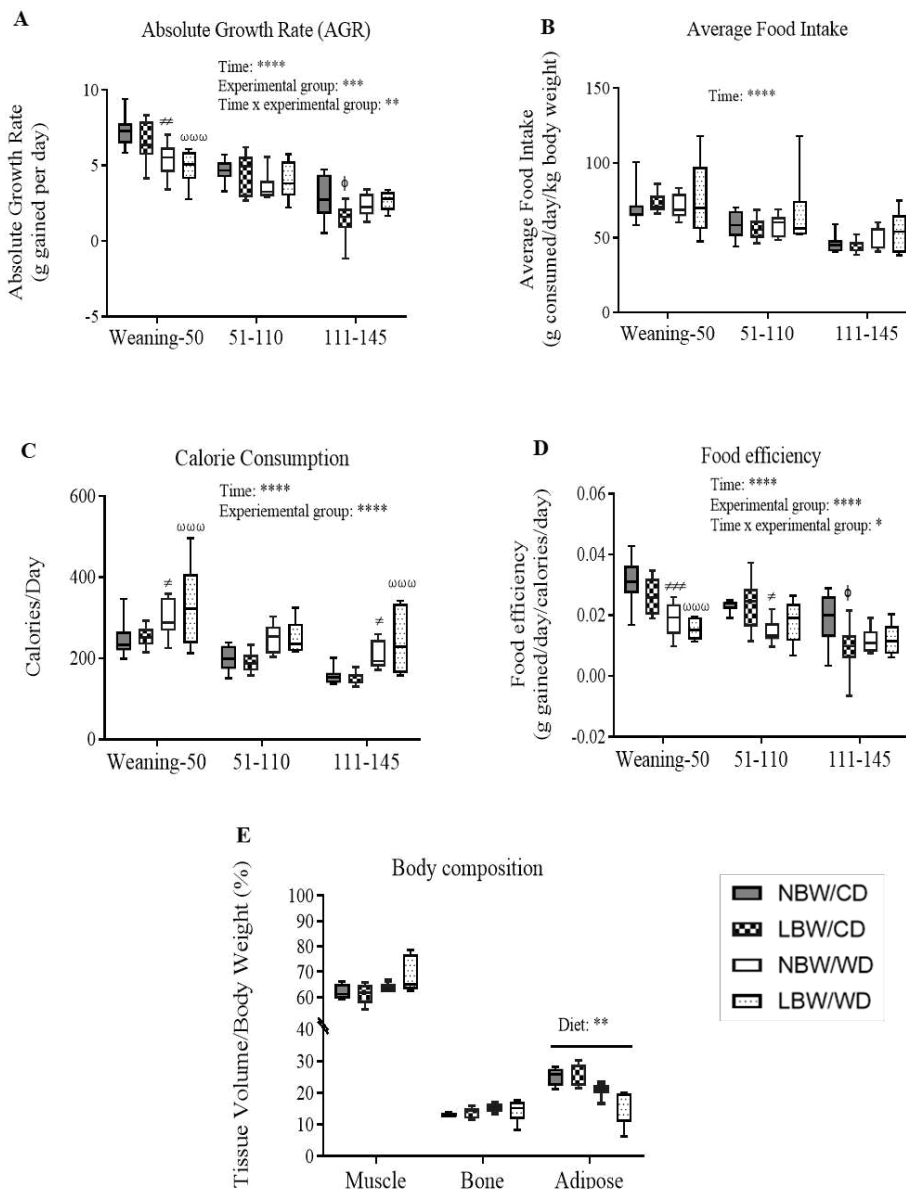 A
Absolute Growth Rate (AGR)
Time: ****
Experimental group: ***
Time x experimental group: **
Absolute Growth Rate
(g gained per day)
10
5
0
-5
≠
ωωω
ϕ
Weaning-50
51-110
111-145
B
Average Food Intake
Time: ****
Average Food Intake
(g consumed/day/kg body weight)
150
100
50
0
Weaning-50
51-110
111-145
C
Calorie Consumption
Time: ****
Experiemental group: ****
Calories/Day
600
400
200
0
≠
ωωω
≠
ωωω
Weaning-50
51-110
111-145
D
Food efficiency
Time: ****
Experimental group: ****
Time x experimental group: *
Food efficiency
(g gained/day/calories/day)
0.06
0.04
0.02
0.00
-0.02
≠≠≠
ωωω
≠
ϕ
Weaning-50
51-110
111-145
E
Body composition
Tissue Volume/Body Weight (%)
100
90
80
70
60
40
30
20
10
0
Diet: **
Muscle
Bone
Adipose
NBW/CD
LBW/CD
NBW/WD
LBW/WD